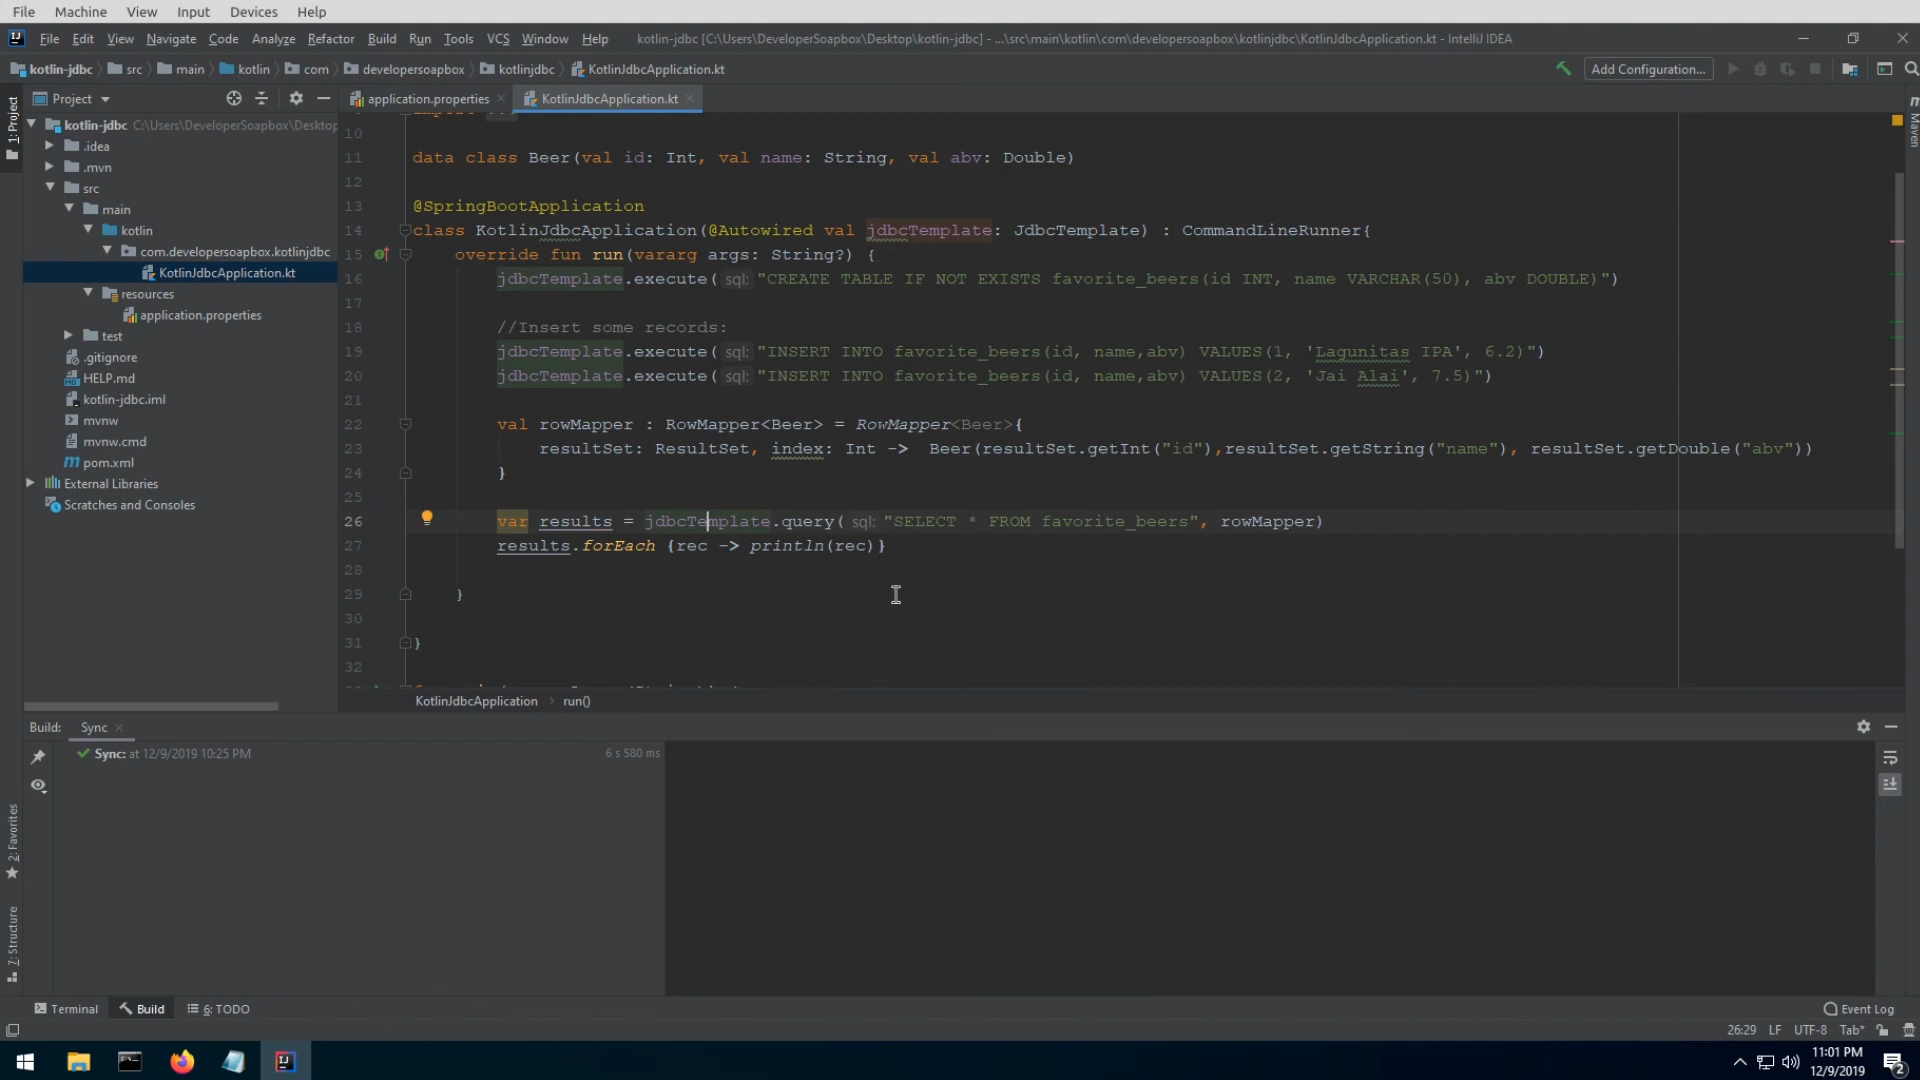 File Machine View Input Devices Help
File Edit View Navigate Code Analyze Refactor Build Run Tools VCS Window Help kotlin-jdbc [C:\Users\DeveloperSoapbox\Desktop\kotlin-jdbc] - ...\src\main\kotlin\com\developersoapbox\kotlinjdbc\KotlinJdbcApplication.kt - IntelliJ IDEA
kotlin-jdbc src main kotlin com developersoapbox kotlinjdbc KotlinJdbcApplication.kt Add Configuration...
Project
application.properties KotlinJdbcApplication.kt
1: Project
Maven
kotlin-jdbc C:\Users\DeveloperSoapbox\Desktop
.idea
.mvn
src
main
kotlin
com.developersoapbox.kotlinjdbc
KotlinJdbcApplication.kt
resources
application.properties
test
.gitignore
HELP.md
kotlin-jdbc.iml
mvnw
mvnw.cmd
pom.xml
External Libraries
Scratches and Consoles
10
11 data class Beer(val id: Int, val name: String, val abv: Double)
12
13 @SpringBootApplication
14 class KotlinJdbcApplication(@Autowired val jdbcTemplate: JdbcTemplate) : CommandLineRunner{
15 override fun run(vararg args: String?) {
16 jdbcTemplate.execute( sql: "CREATE TABLE IF NOT EXISTS favorite_beers(id INT, name VARCHAR(50), abv DOUBLE)")
17
18 //Insert some records:
19 jdbcTemplate.execute( sql: "INSERT INTO favorite_beers(id, name,abv) VALUES(1, 'Lagunitas IPA', 6.2)")
20 jdbcTemplate.execute( sql: "INSERT INTO favorite_beers(id, name,abv) VALUES(2, 'Jai Alai', 7.5)")
21
22 val rowMapper : RowMapper<Beer> = RowMapper<Beer>{
23 resultSet: ResultSet, index: Int -> Beer(resultSet.getInt("id"),resultSet.getString("name"), resultSet.getDouble("abv"))
24 }
25
26 var results = jdbcTemplate.query( sql: "SELECT * FROM favorite_beers", rowMapper)
27 results.forEach {rec -> println(rec)}
28
29 }
30
31 }
32
KotlinJdbcApplication run()
Build: Sync
Sync: at 12/9/2019 10:25 PM 6 s 580 ms
2: Favorites
7: Structure
Terminal Build 6: TODO Event Log
26:29 LF UTF-8 Tab*
11:01 PM
12/9/2019
2